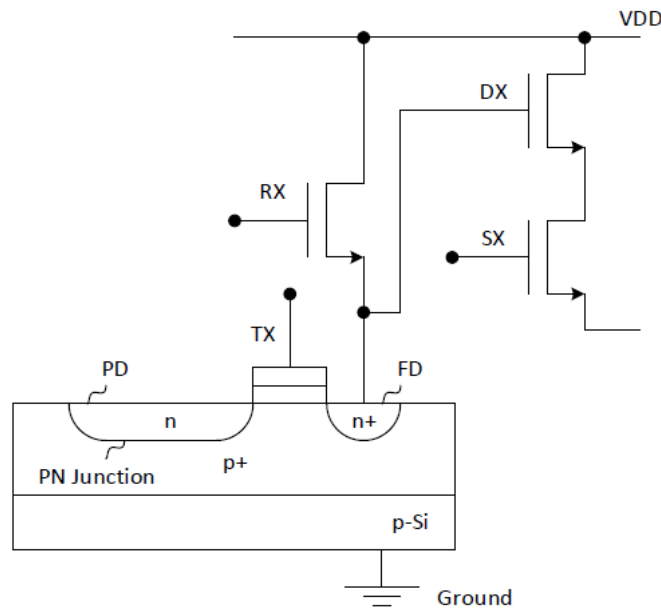 VDD
DX
RX
SX
TX
PD
FD
n
n+
PN Junction
p+
p-Si
Ground